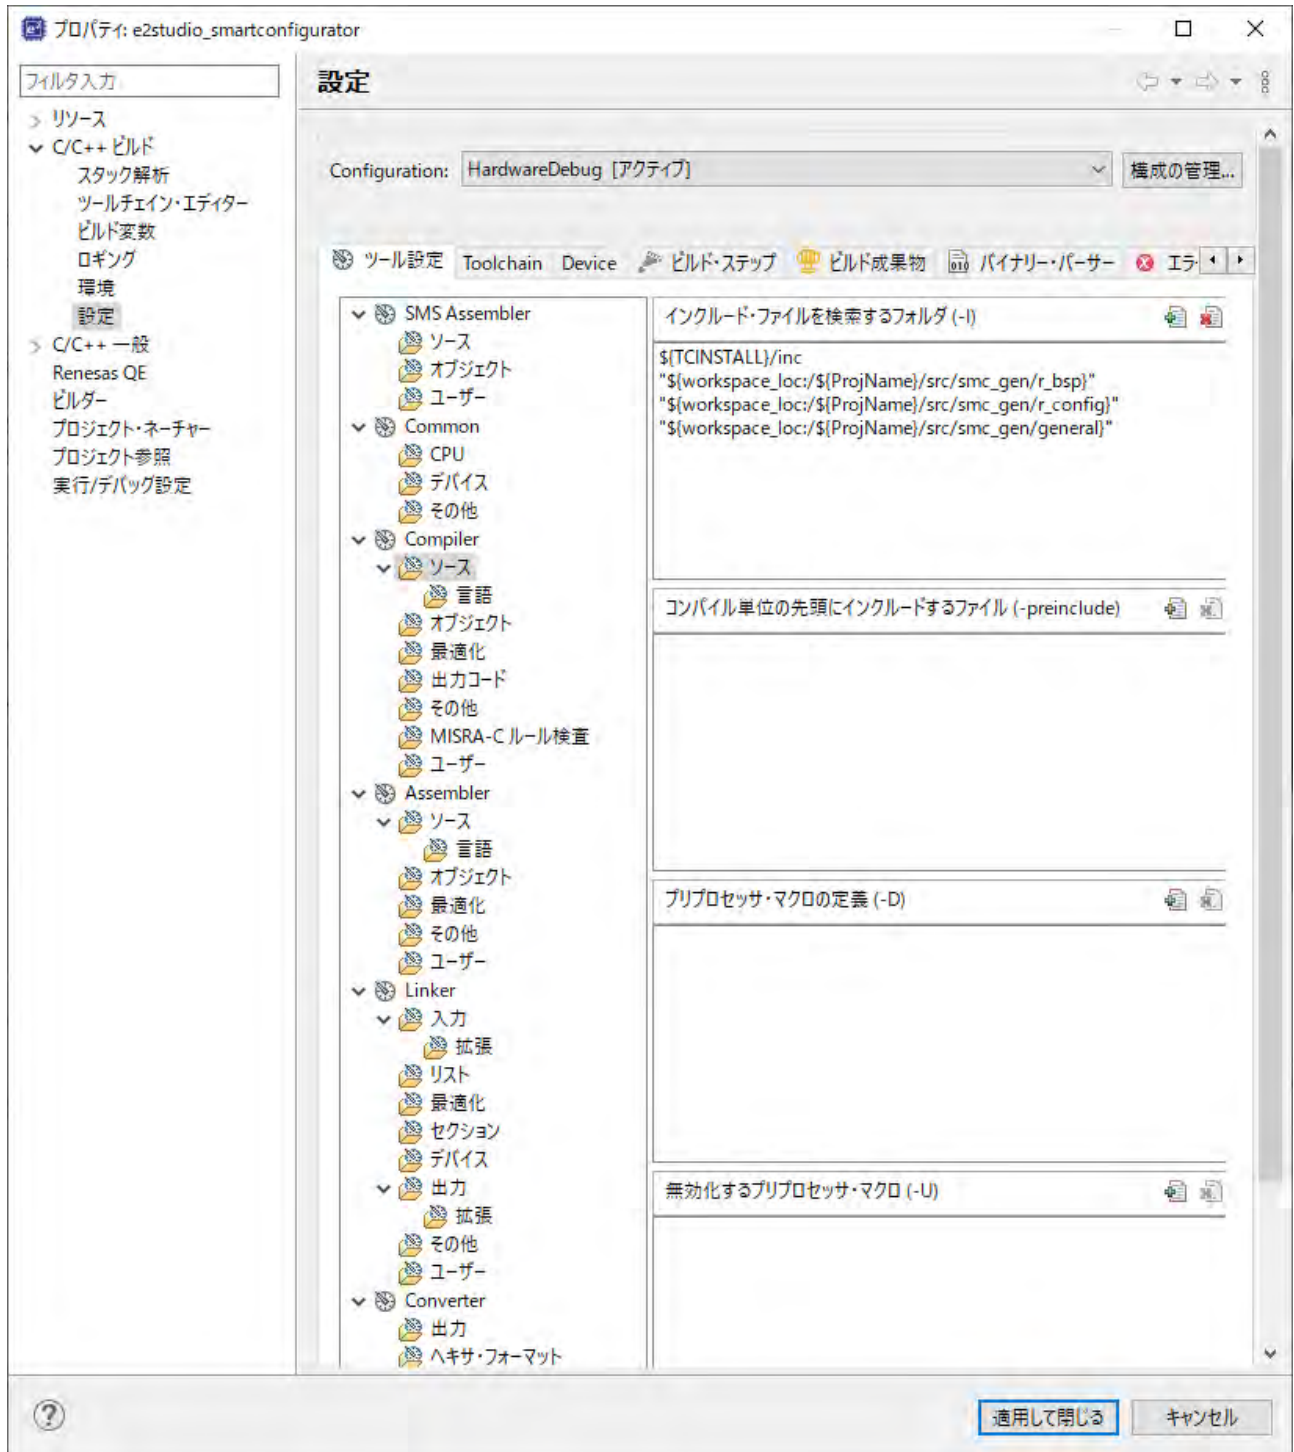 プロパティ: e2studio_smartconfigurator
フィルタ入力
リソース
C/C++ ビルド
スタック解析
ツールチェイン・エディター
ビルド変数
ロギング
環境
設定
C/C++ 一般
Renesas QE
ビルダー
プロジェクト・ネーチャー
プロジェクト参照
実行/デバッグ設定
設定
Configuration: HardwareDebug [アクティブ] 構成の管理...
ツール設定 Toolchain Device ビルド・ステップ ビルド成果物 バイナリー・パーサー エラ
SMS Assembler
ソース
オブジェクト
ユーザー
Common
CPU
デバイス
その他
Compiler
ソース
言語
オブジェクト
最適化
出力コード
その他
MISRA-C ルール検査
ユーザー
Assembler
ソース
言語
オブジェクト
最適化
その他
ユーザー
Linker
入力
拡張
リスト
最適化
セクション
デバイス
出力
拡張
その他
ユーザー
Converter
出力
ヘキサ・フォーマット
インクルード・ファイルを検索するフォルダ (-I)
${TCINSTALL}/inc
"${workspace_loc:/${ProjName}/src/smc_gen/r_bsp}"
"${workspace_loc:/${ProjName}/src/smc_gen/r_config}"
"${workspace_loc:/${ProjName}/src/smc_gen/general}"
コンパイル単位の先頭にインクルードするファイル (-preinclude)
プリプロセッサ・マクロの定義 (-D)
無効化するプリプロセッサ・マクロ (-U)
適用して閉じる キャンセル